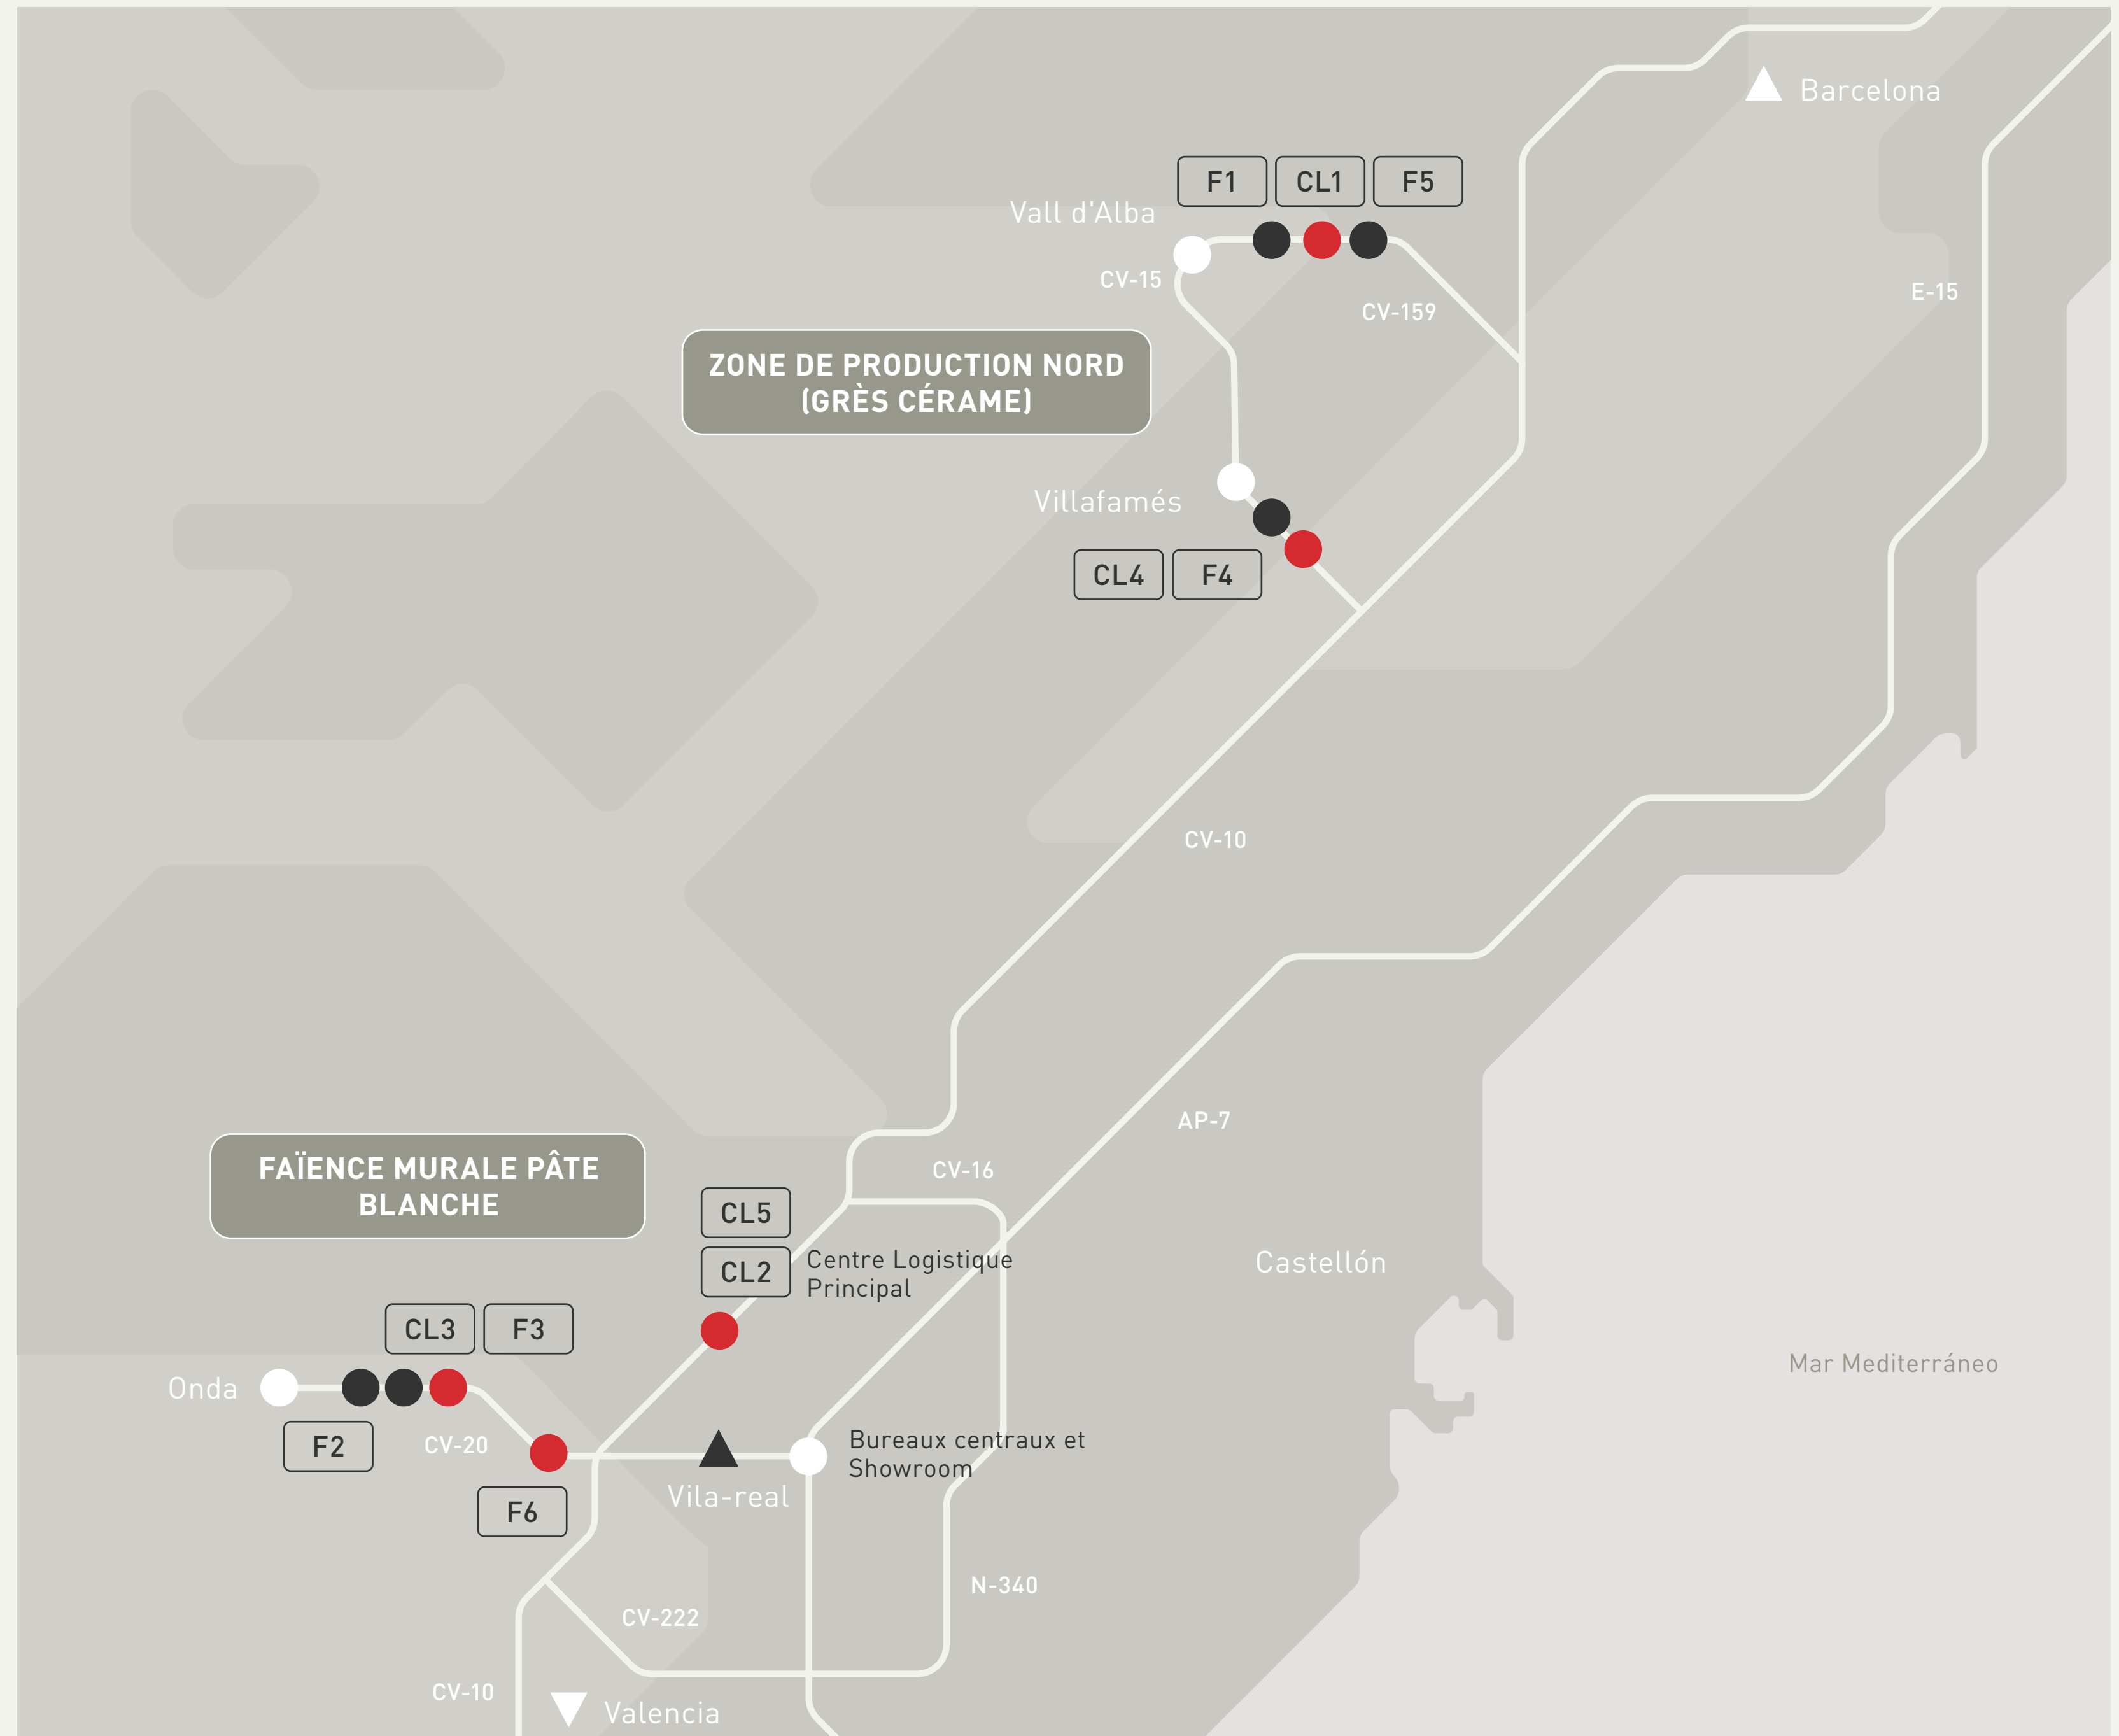 Barcelona
F1 CL1 F5
Vall d'Alba
CV-15
E-15
CV-159
ZONE DE PRODUCTION NORD
(GRÈS CÉRAME)
Villafamés
CL4 F4
CV-10
AP-7
CV-16
FAÏENCE MURALE PÂTE
BLANCHE
CL5
CL2
Centre Logistique
Principal
Castellón
CL3 F3
Mar Mediterráneo
Onda
F2
CV-20
Bureaux centraux et
Showroom
Vila-real
F6
N-340
CV-222
CV-10
Valencia